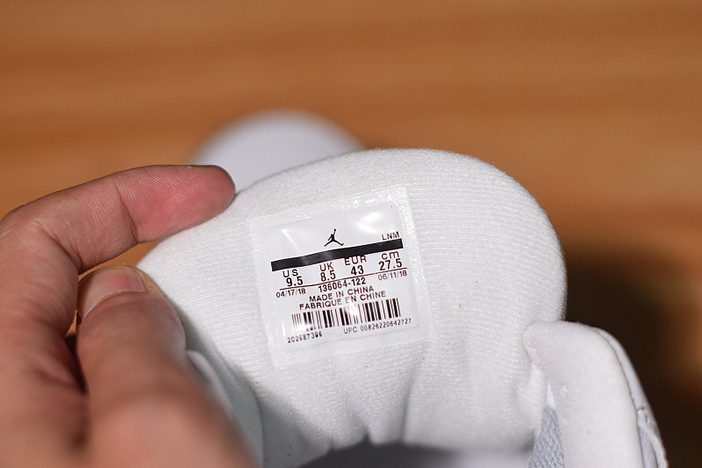 LNM
US UK EUR cm
9.5 8.5 43 27.5
04/17/18 136064-122 06/11/18
MADE IN CHINA
FABRIQUE EN CHINE
202687396 UPC 00826220642727